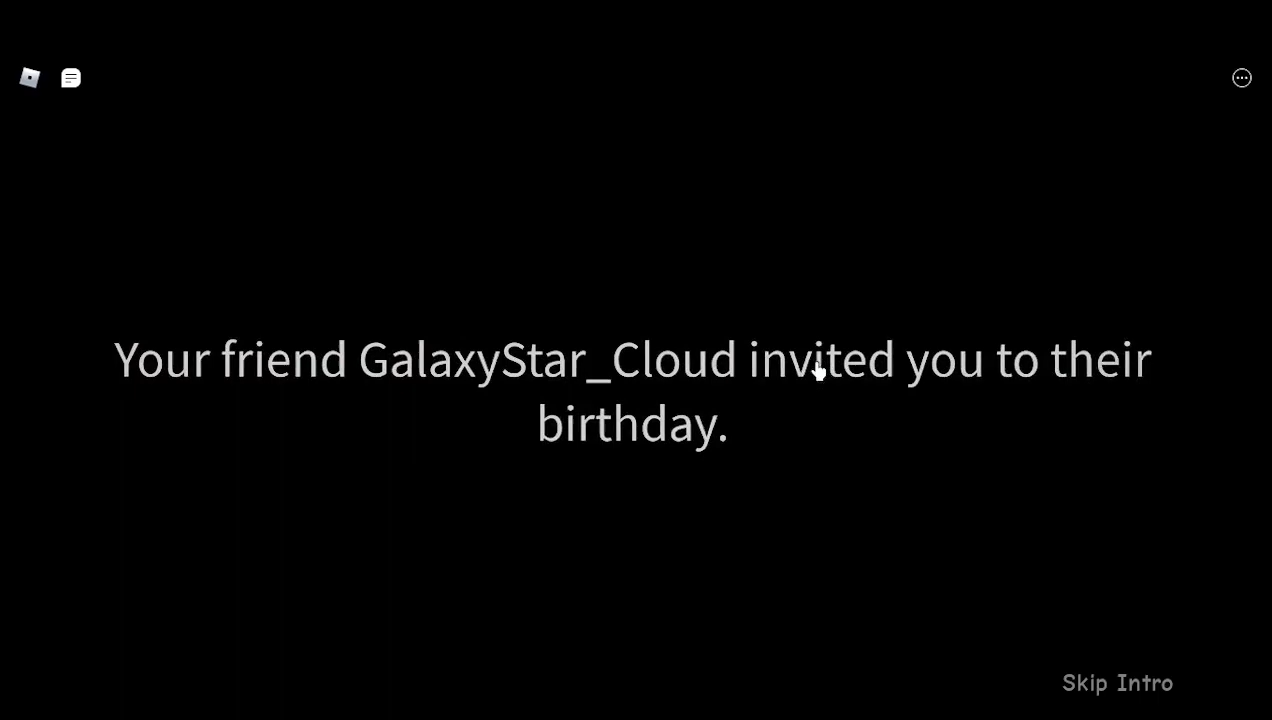 Your friend GalaxyStar_Cloud invited you to their
birthday.
Skip Intro